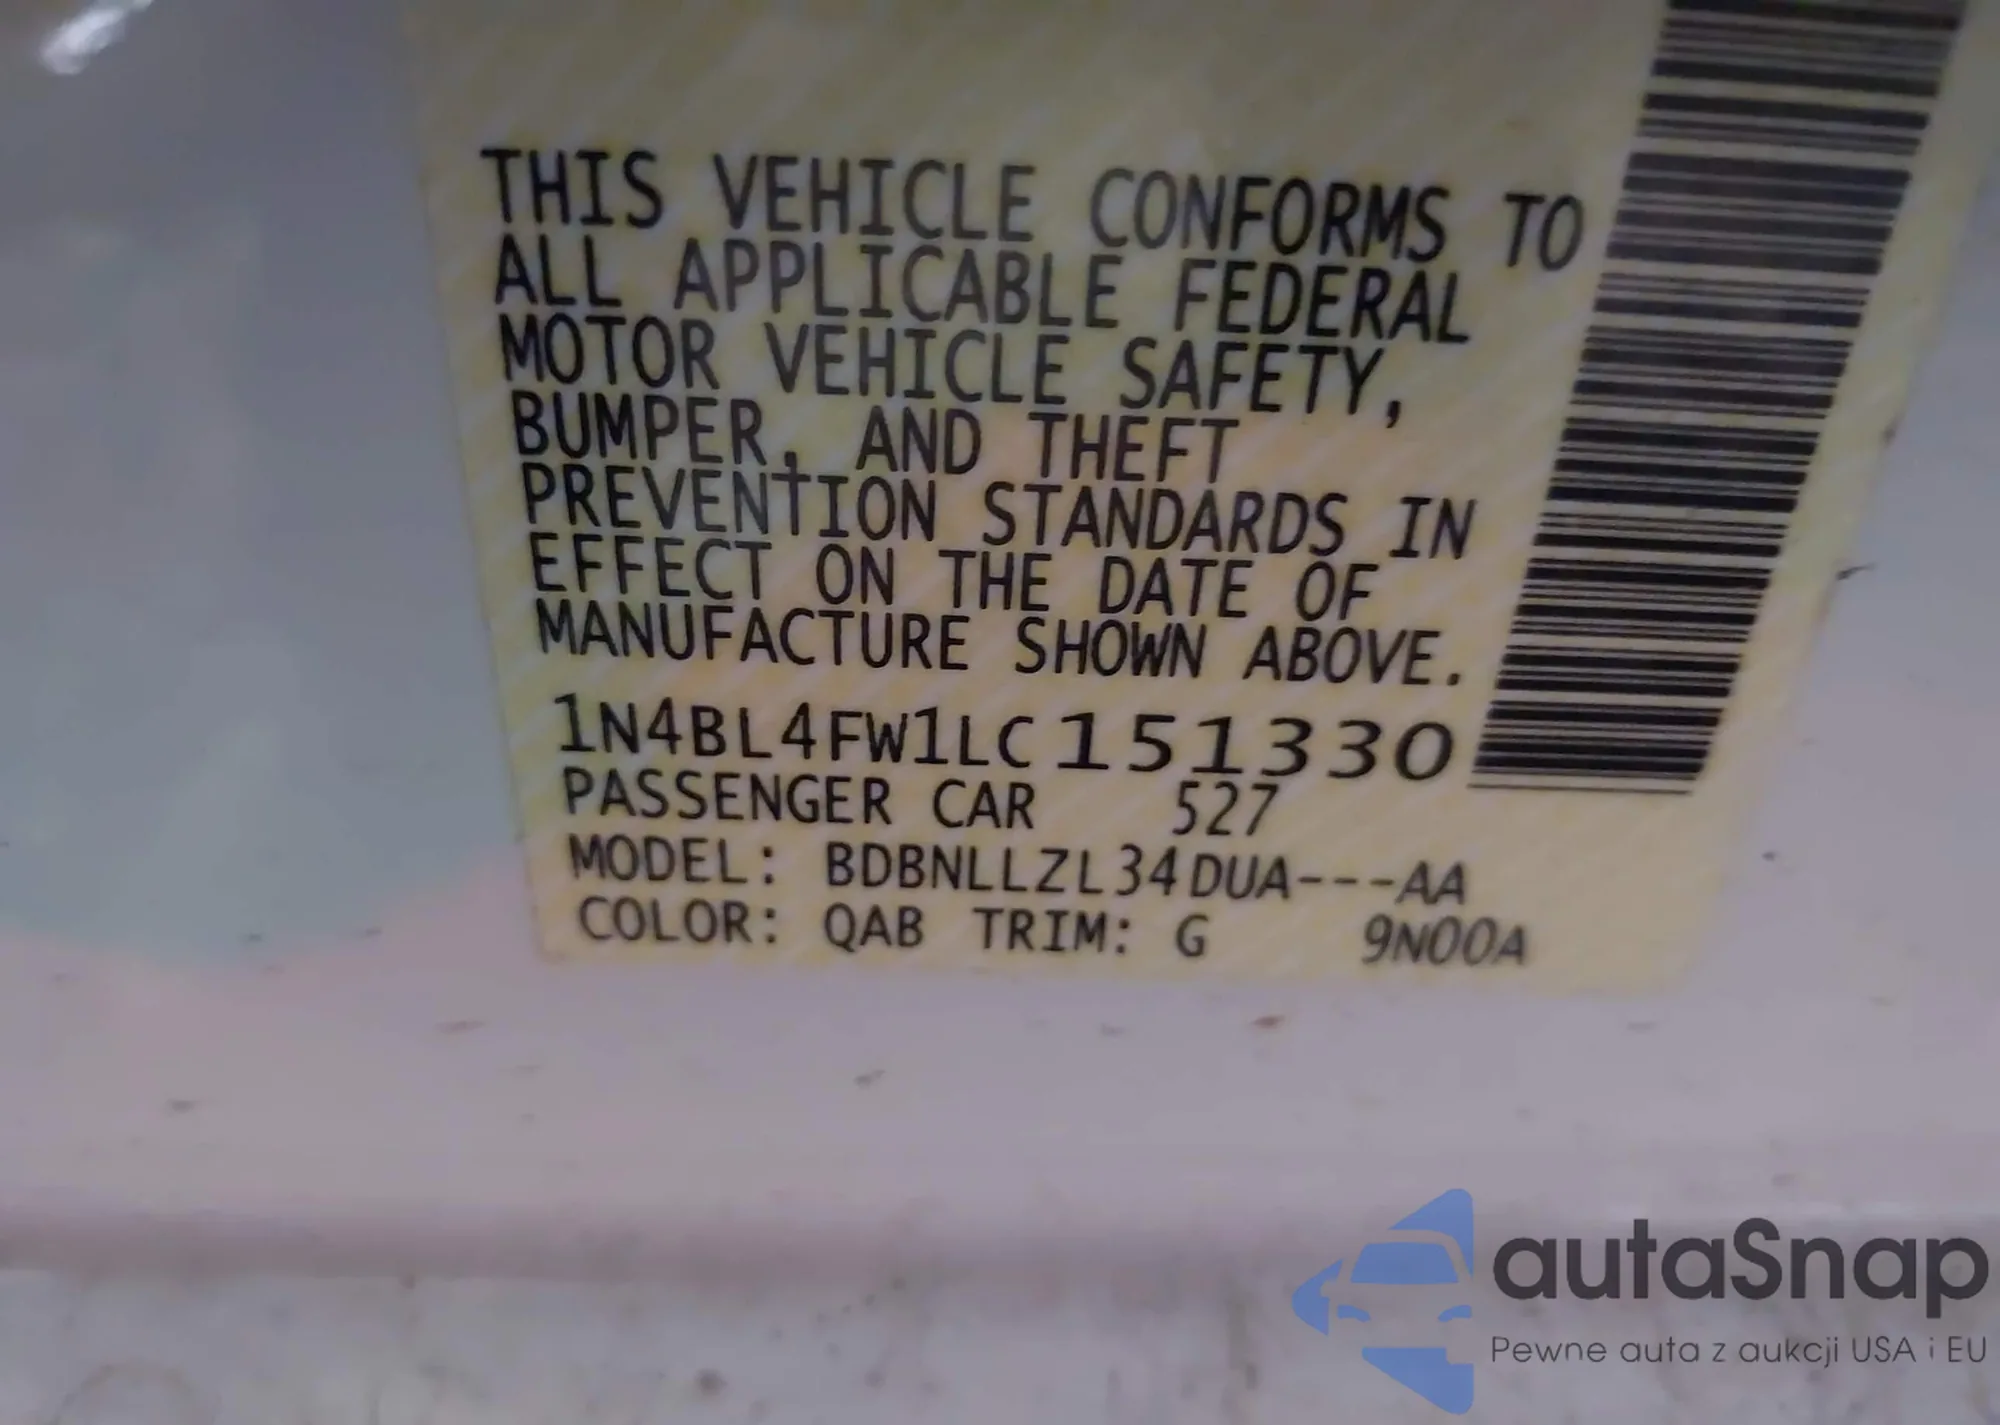 THIS VEHICLE CONFORMS TO
ALL APPLICABLE FEDERAL
MOTOR VEHICLE SAFETY,
BUMPER, AND THEFT
PREVENTION STANDARDS IN
EFFECT ON THE DATE OF
MANUFACTURE SHOWN ABOVE.
1N4BL4FW1LC151330
PASSENGER CAR 527
MODEL: BDBNLLZL34DUA---AA
COLOR: QAB TRIM: G 9N00A
autaSnap
Pewne auta z aukcji USA i EU